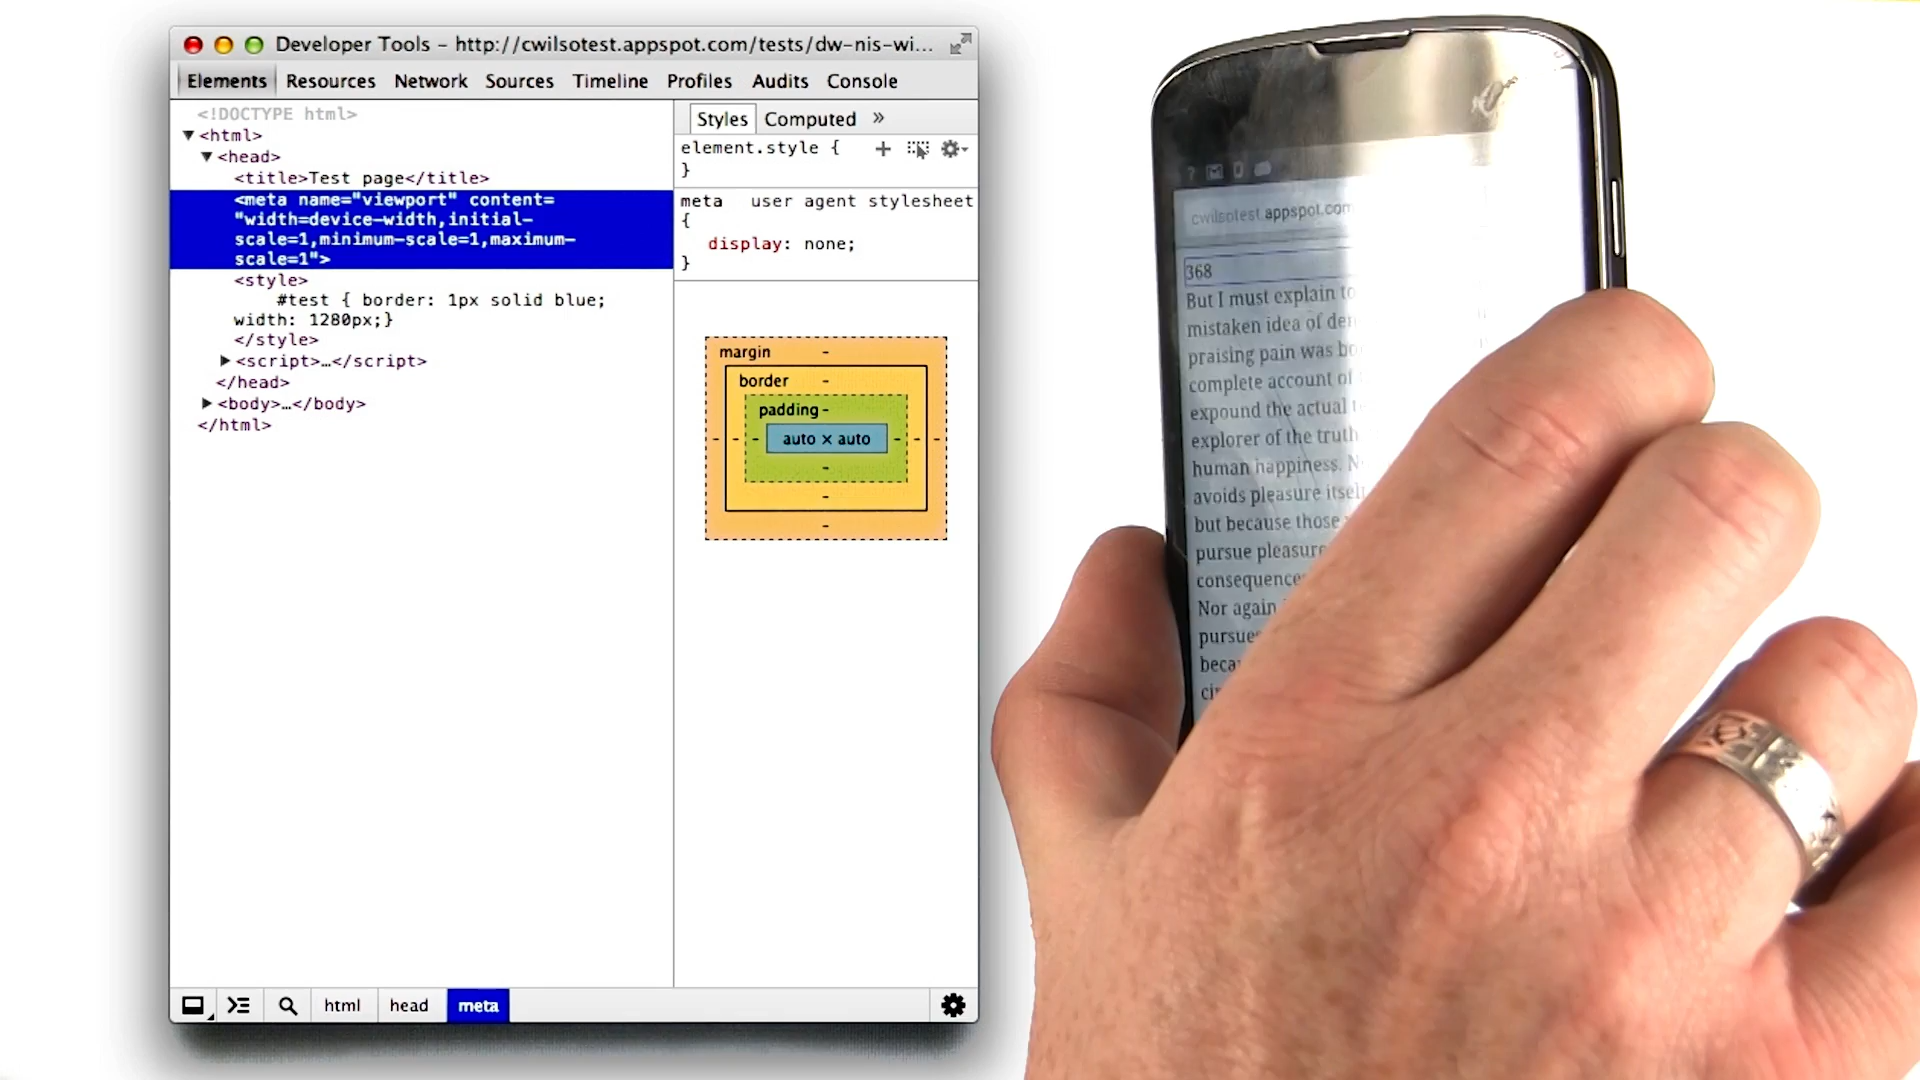 Developer Tools - http://cwilsotest.appspot.com/tests/dw-nis-wi...
Elements Resources Network Sources Timeline Profiles Audits Console
<!DOCTYPE html>
<html>
<head>
<title>Test page</title>
<meta name="viewport" content=
"width=device-width,initial-
scale=1,minimum-scale=1,maximum-
scale=1">
<style>
#test { border: 1px solid blue;
width: 1280px;}
</style>
<script>…</script>
</head>
<body>…</body>
</html>
Styles Computed »
element.style {
}
meta user agent stylesheet
{
display: none;
}
margin -
border -
padding -
auto × auto
html head meta
cwilsotest.appspot.com
368
But I must explain to
mistaken idea of
praising pain was
complete account of
expound the actual
explorer of the truth
human happiness.
avoids pleasure itself
but because those
pursue pleasure
Nor again